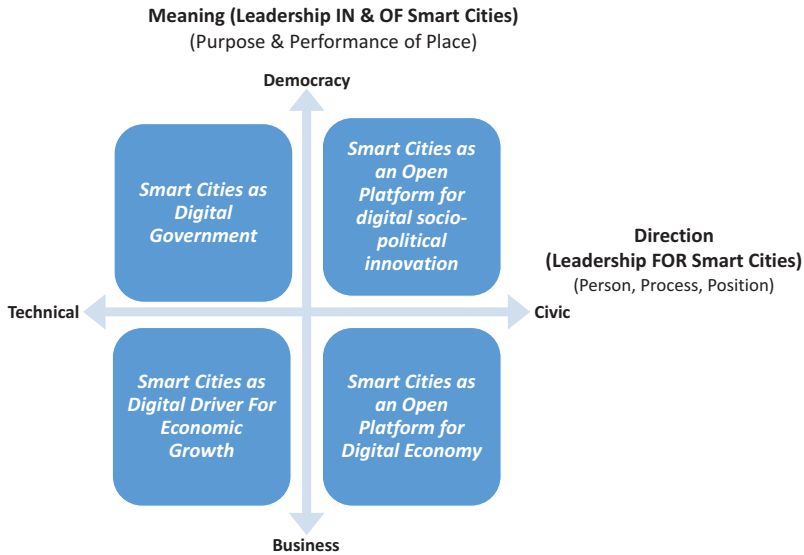 Meaning (Leadership IN & OF Smart Cities)
(Purpose & Performance of Place)
Democracy
Smart Cities as
Digital
Government
Smart Cities as
an Open
Platform for
digital socio-
political
innovation
Direction
(Leadership FOR Smart Cities)
(Person, Process, Position)
Technical
Civic
Smart Cities as
Digital Driver For
Economic
Growth
Smart Cities as
an Open
Platform for
Digital Economy
Business